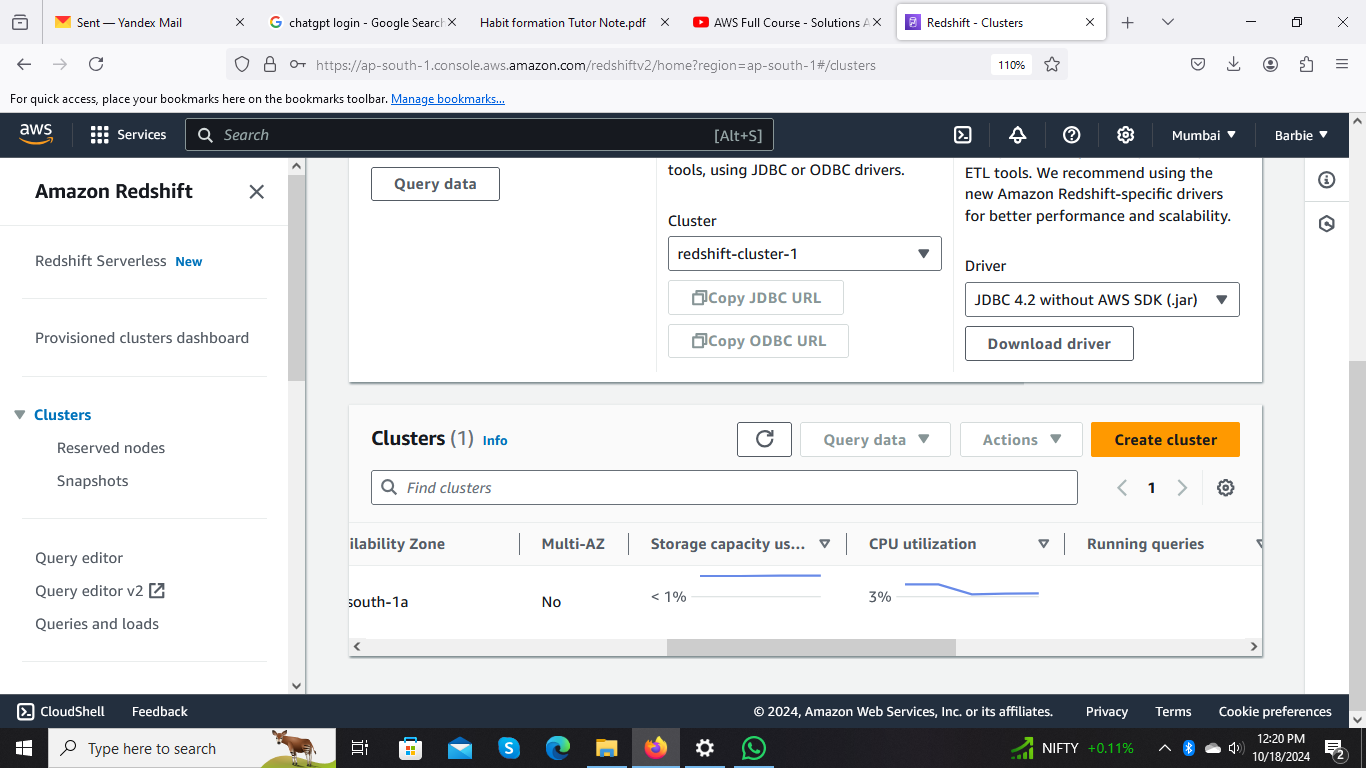 Sent — Yandex Mail
chatgpt login - Google Search
Habit formation Tutor Note.pdf
AWS Full Course - Solutions A
Redshift - Clusters
https://ap-south-1.console.aws.amazon.com/redshiftv2/home?region=ap-south-1#/clusters
110%
For quick access, place your bookmarks here on the bookmarks toolbar. Manage bookmarks...
aws
Services
Search
[Alt+S]
Mumbai
Barbie
Amazon Redshift
Redshift Serverless New
Provisioned clusters dashboard
Clusters
Reserved nodes
Snapshots
Query editor
Query editor v2
Queries and loads
Query data
tools, using JDBC or ODBC drivers.
Cluster
redshift-cluster-1
Copy JDBC URL
Copy ODBC URL
ETL tools. We recommend using the
new Amazon Redshift-specific drivers
for better performance and scalability.
Driver
JDBC 4.2 without AWS SDK (.jar)
Download driver
Clusters (1) Info
Query data
Actions
Create cluster
Find clusters
1
ilability Zone
Multi-AZ
Storage capacity us...
CPU utilization
Running queries
south-1a
No
< 1%
3%
CloudShell
Feedback
© 2024, Amazon Web Services, Inc. or its affiliates.
Privacy
Terms
Cookie preferences
Type here to search
NIFTY +0.11%
12:20 PM
10/18/2024
2